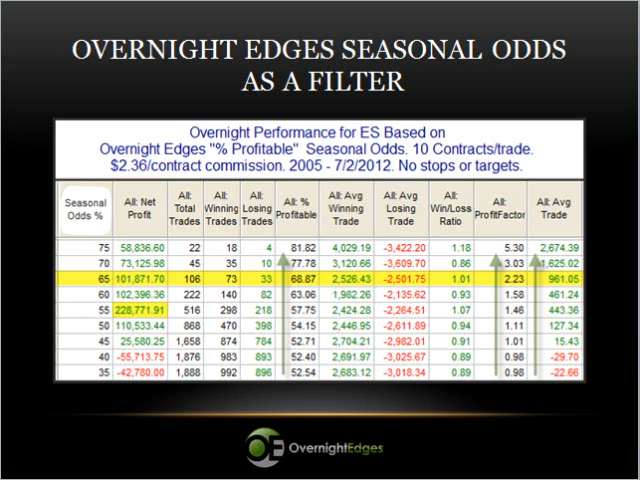 OVERNIGHT EDGES SEASONAL ODDS
AS A FILTER
Overnight Performance for ES Based on
Overnight Edges "% Profitable" Seasonal Odds. 10 Contracts/trade.
$2.36/contract commission. 2005 - 7/2/2012. No stops or targets.
Seasonal Odds % All: Net Profit All: Total Trades All: Winning Trades All: Losing Trades All: % Profitable All: Avg Winning Trade All: Avg Losing Trade All: Win/Loss Ratio All: ProfitFactor All: Avg Trade
75 58,836.60 22 18 4 81.82 4,029.19 -3,422.20 1.18 5.30 2,674.39
70 73,125.98 45 35 10 77.78 3,120.66 -3,609.70 0.86 3.03 1,625.02
65 101,871.70 106 73 33 68.87 2,526.43 -2,501.75 1.01 2.23 961.05
60 102,396.36 222 140 82 63.06 1,982.26 -2,135.62 0.93 1.58 461.24
55 228,771.91 516 298 218 57.75 2,424.28 -2,264.51 1.07 1.46 443.36
50 110,533.44 868 470 398 54.15 2,446.95 -2,611.89 0.94 1.11 127.34
45 25,580.25 1,658 874 784 52.71 2,704.21 -2,982.01 0.91 1.01 15.43
40 -55,713.75 1,876 983 893 52.40 2,691.97 -3,025.67 0.89 0.98 -29.70
35 -42,780.00 1,888 992 896 52.54 2,683.12 -3,018.34 0.89 0.98 -22.66
OE OvernightEdges